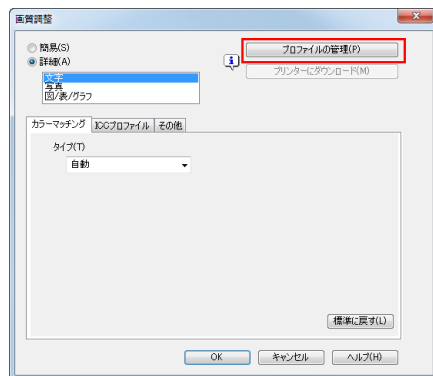 画質調整
簡易(S)
詳細(A)
文字
写真
図/表/グラフ
プロファイルの管理(P)
プリンターにダウンロード(M)
カラーマッチング ICCプロファイル その他
タイプ(T)
自動
標準に戻す(L)
OK キャンセル ヘルプ(H)